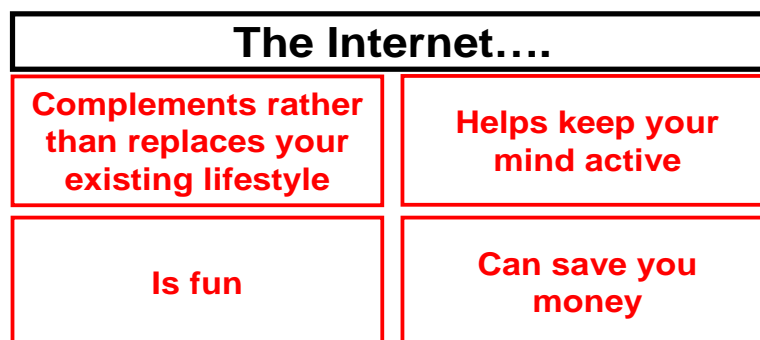 The Internet….
Complements rather
than replaces your
existing lifestyle
Helps keep your
mind active
Is fun
Can save you
money